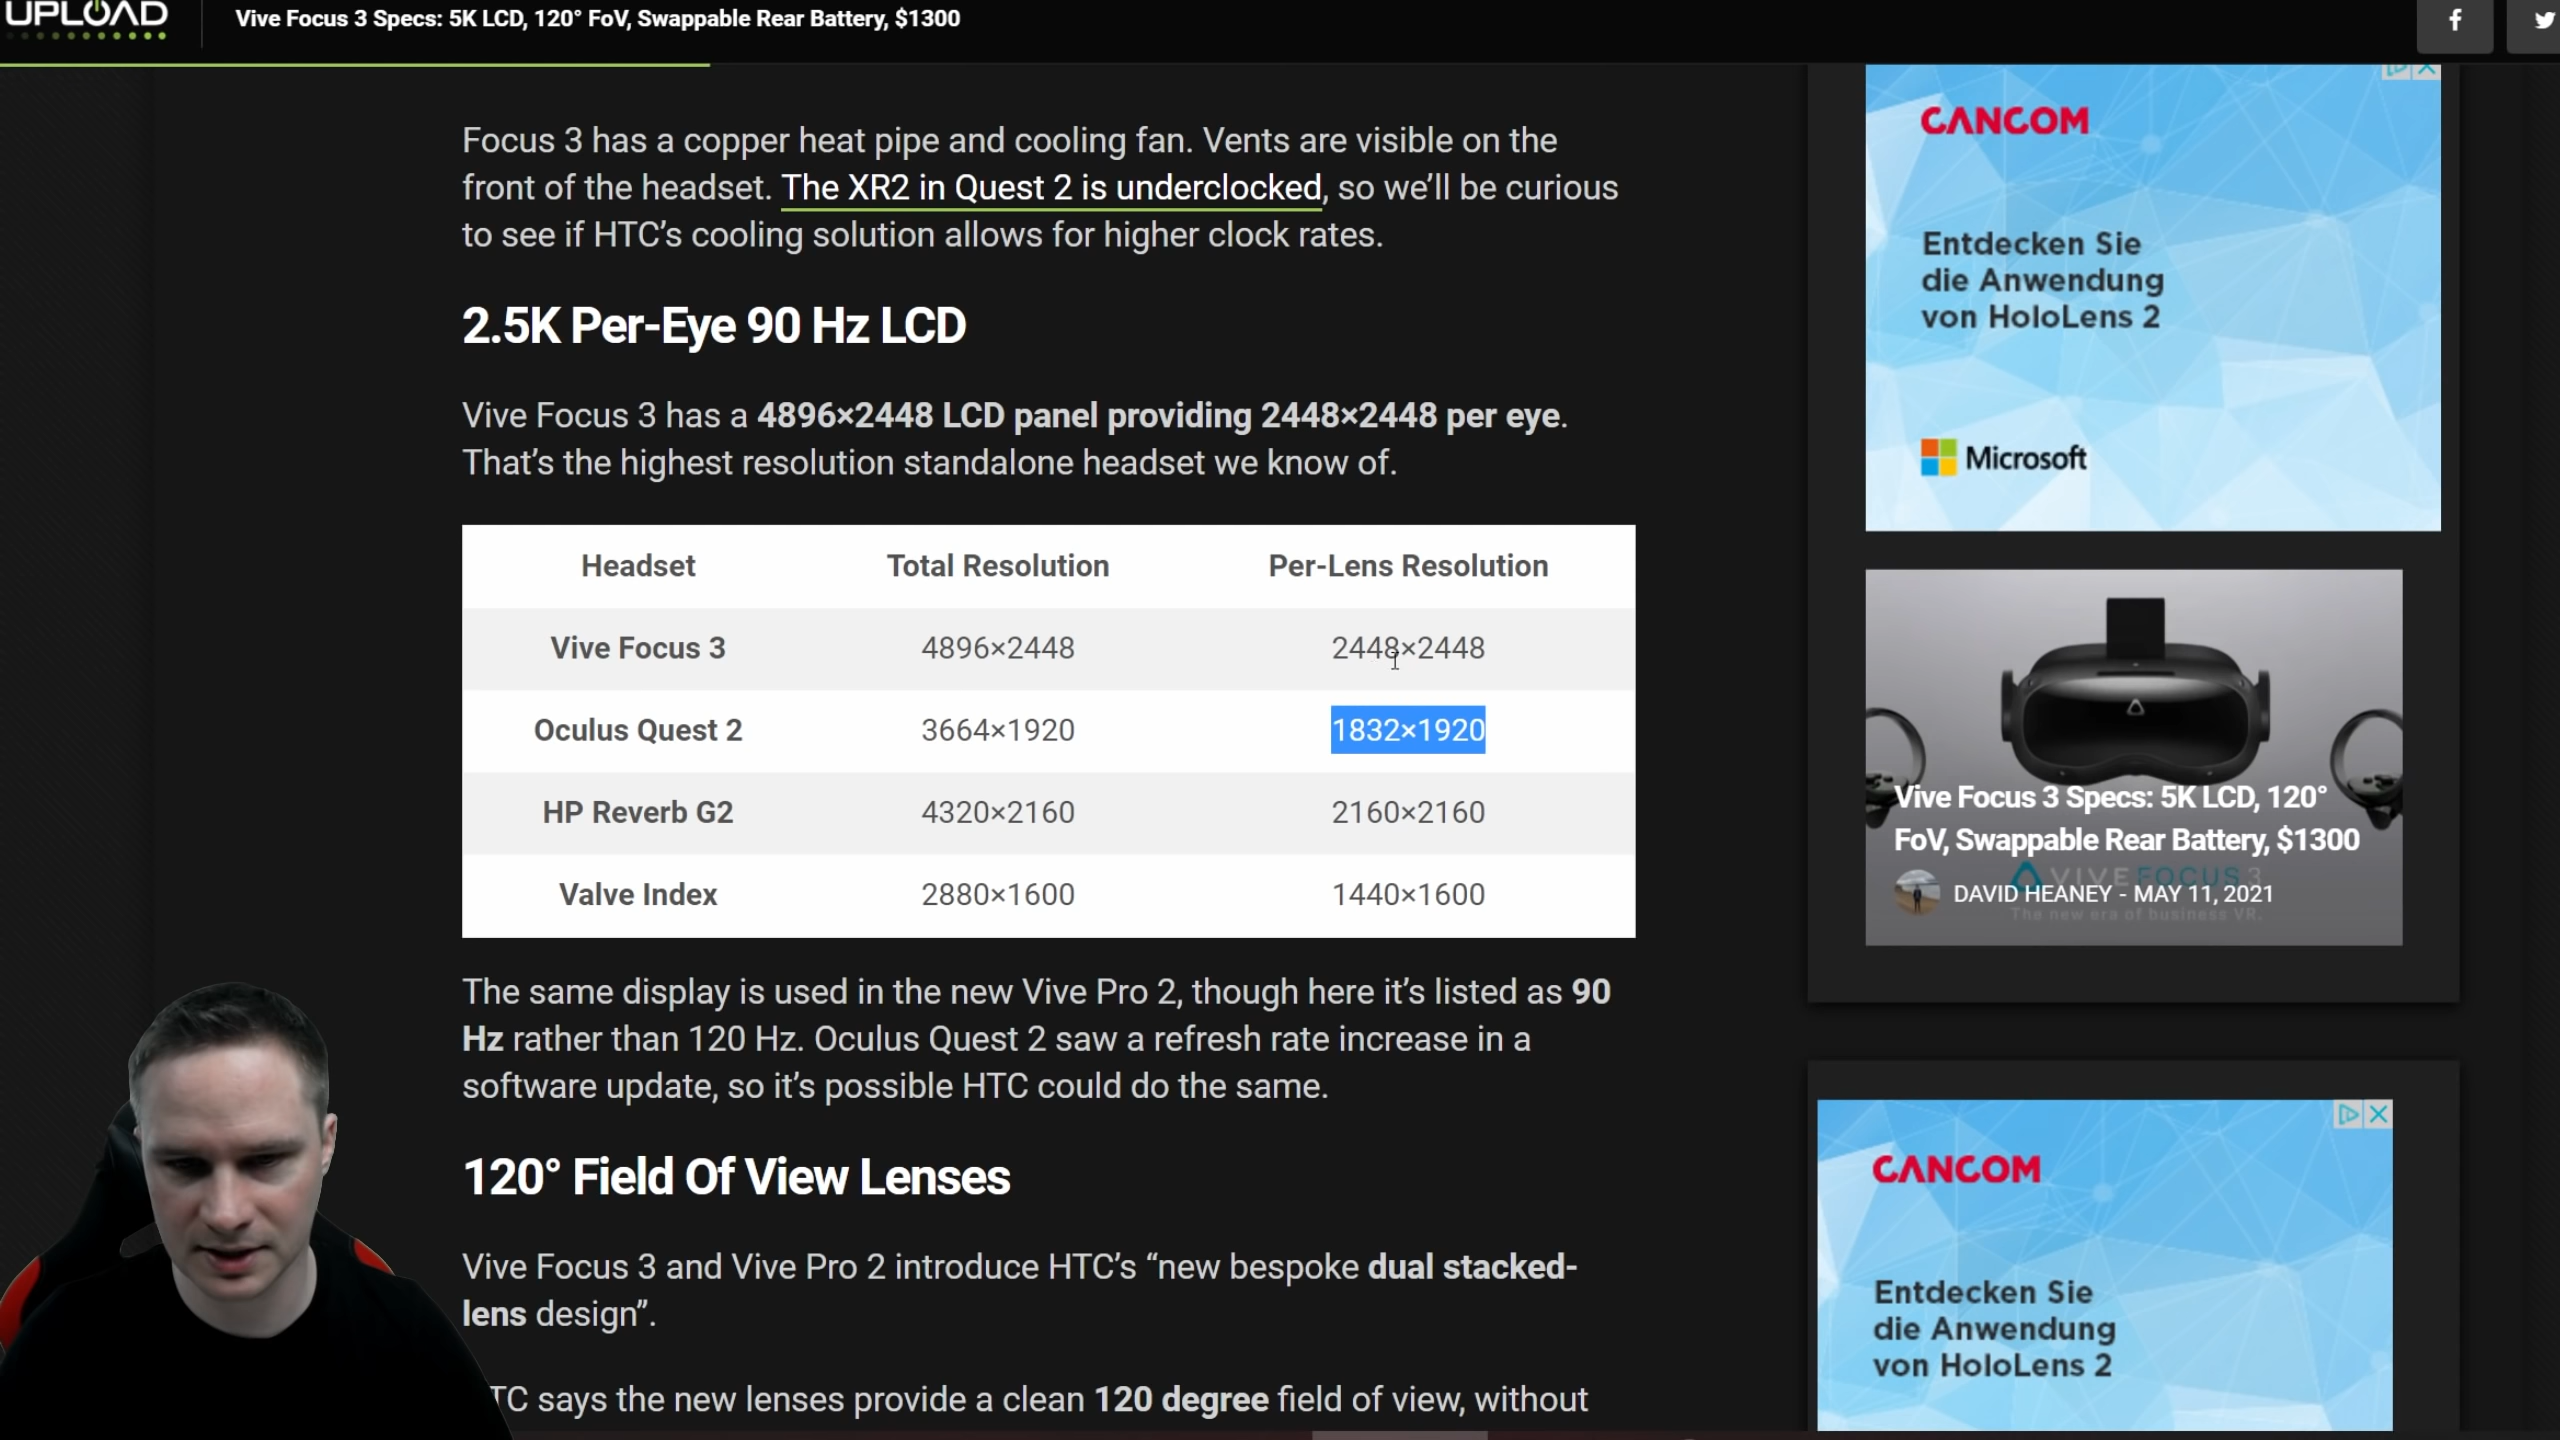 UPLOAD
Vive Focus 3 Specs: 5K LCD, 120° FoV, Swappable Rear Battery, $1300
Focus 3 has a copper heat pipe and cooling fan. Vents are visible on the
front of the headset. The XR2 in Quest 2 is underclocked, so we’ll be curious
to see if HTC’s cooling solution allows for higher clock rates.
2.5K Per-Eye 90 Hz LCD
Vive Focus 3 has a 4896×2448 LCD panel providing 2448×2448 per eye.
That’s the highest resolution standalone headset we know of.
Headset Total Resolution Per-Lens Resolution
Vive Focus 3 4896×2448 2448×2448
Oculus Quest 2 3664×1920 1832×1920
HP Reverb G2 4320×2160 2160×2160
Valve Index 2880×1600 1440×1600
The same display is used in the new Vive Pro 2, though here it’s listed as 90
Hz rather than 120 Hz. Oculus Quest 2 saw a refresh rate increase in a
software update, so it’s possible HTC could do the same.
120° Field Of View Lenses
Vive Focus 3 and Vive Pro 2 introduce HTC’s “new bespoke dual stacked-
lens design”.
TC says the new lenses provide a clean 120 degree field of view, without
CANCOM
Entdecken Sie
die Anwendung
von HoloLens 2
Microsoft
Vive Focus 3 Specs: 5K LCD, 120°
FoV, Swappable Rear Battery, $1300
VIVE FOCUS 3
DAVID HEANEY - MAY 11, 2021
The new era of business VR.
CANCOM
Entdecken Sie
die Anwendung
von HoloLens 2